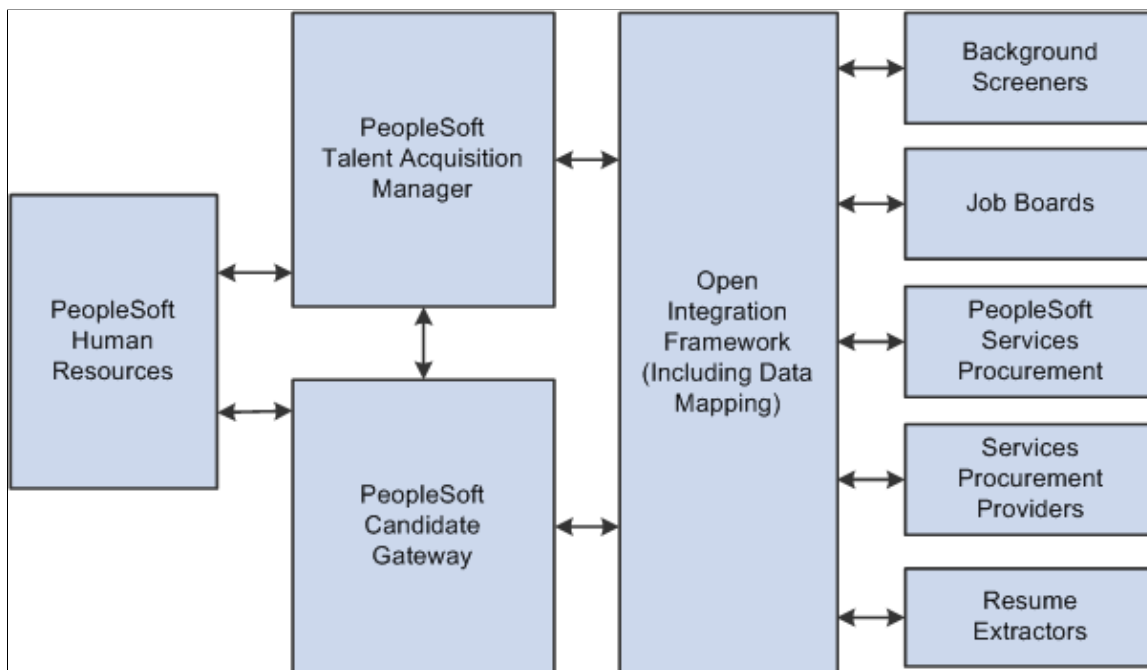 PeopleSoft
Human
Resources
PeopleSoft
Talent Acquisition
Manager
PeopleSoft
Candidate
Gateway
Open
Integration
Framework
(Including Data
Mapping)
Background
Screeners
Job Boards
PeopleSoft
Services
Procurement
Services
Procurement
Providers
Resume
Extractors